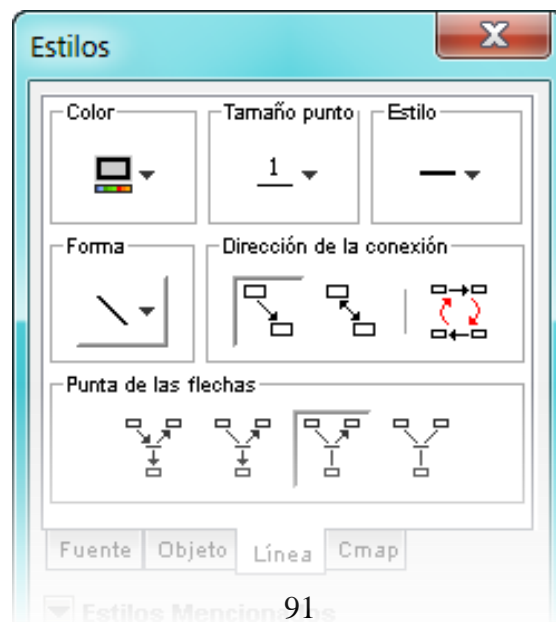 Estilos
Color Tamaño punto Estilo
1
Forma Dirección de la conexión
Punta de las flechas
Fuente Objeto Línea Cmap
Estilos Mencionados
91